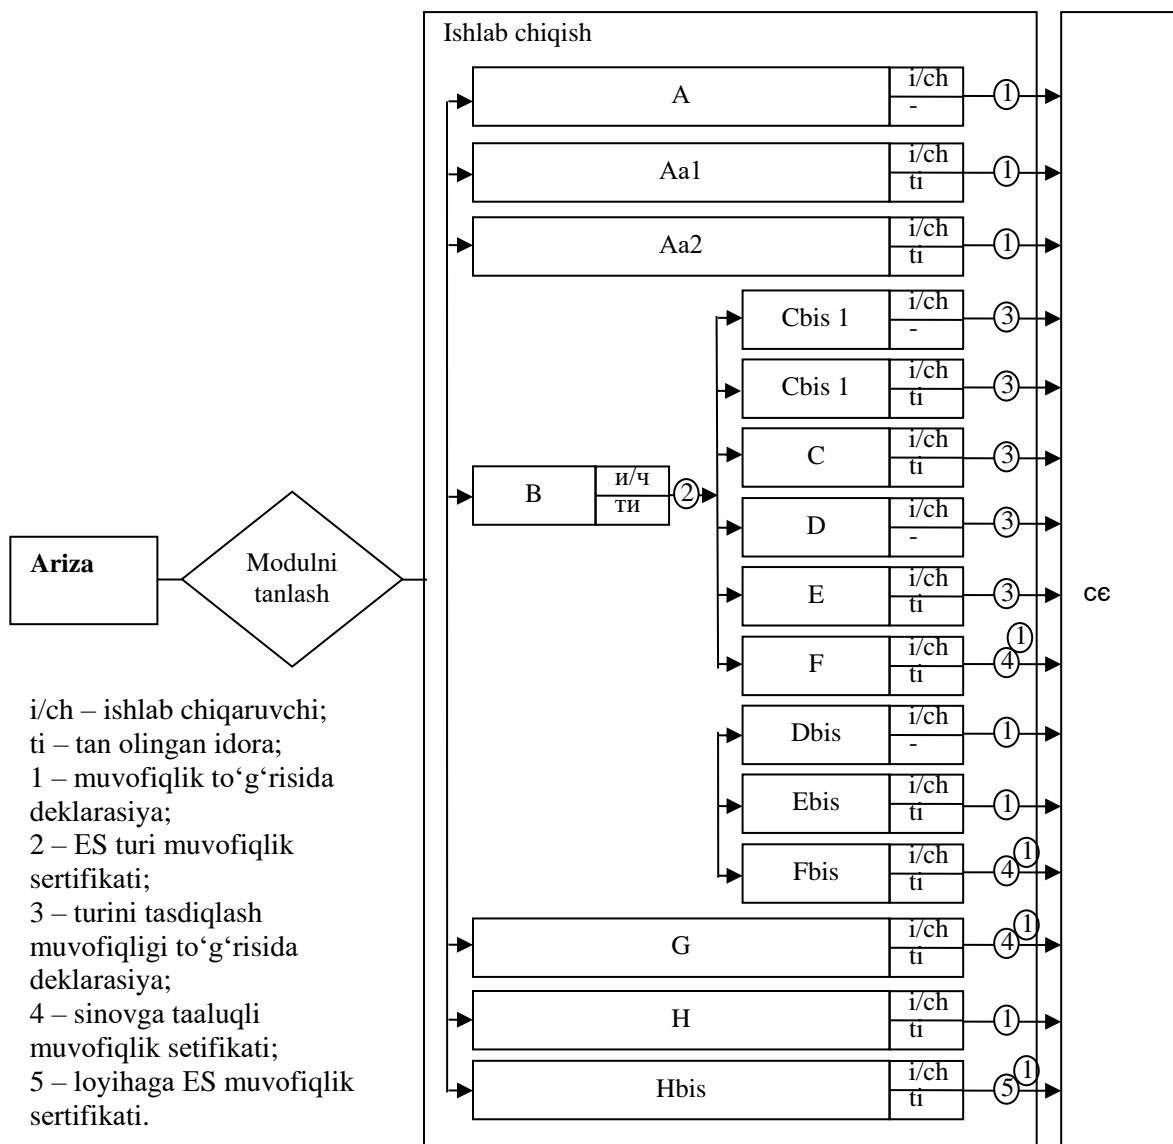 Ishlab chiqish
A
i/ch
-
1
Aa1
i/ch
ti
1
Aa2
i/ch
ti
1
Cbis 1
i/ch
-
3
Cbis 1
i/ch
ti
3
C
i/ch
ti
3
B
и/ч
ти
2
D
i/ch
-
3
E
i/ch
ti
3
F
i/ch
ti
4
1
Dbis
i/ch
-
1
Ebis
i/ch
ti
1
Fbis
i/ch
ti
4
1
G
i/ch
ti
4
1
H
i/ch
ti
1
Hbis
i/ch
ti
5
1
Ariza
Modulni
tanlash
сє
i/ch – ishlab chiqaruvchi;
ti – tan olingan idora;
1 – muvofiqlik to‘g‘risida
deklarasiya;
2 – ES turi muvofiqlik
sertifikati;
3 – turini tasdiqlash
muvofiqligi to‘g‘risida
deklarasiya;
4 – sinovga taaluqli
muvofiqlik setifikati;
5 – loyihaga ES muvofiqlik
sertifikati.